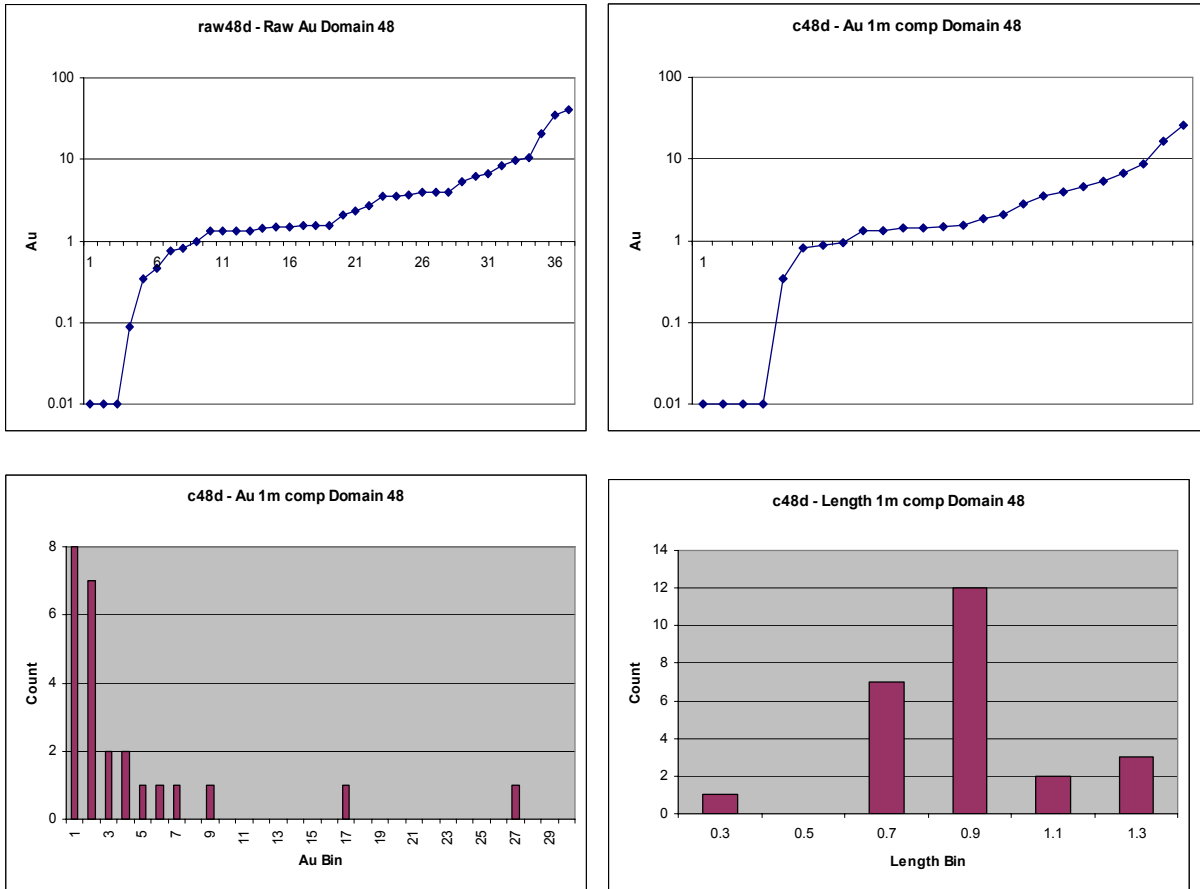 raw48d - Raw Au Domain 48
100
10
1
0.1
0.01
Au
1 6 11 16 21 26 31 36
c48d - Au 1m comp Domain 48
100
10
1
0.1
0.01
Au
1
c48d - Au 1m comp Domain 48
8
6
4
2
0
Count
1 3 5 7 9 11 13 15 17 19 21 23 25 27 29
Au Bin
c48d - Length 1m comp Domain 48
14
12
10
8
6
4
2
0
Count
0.3 0.5 0.7 0.9 1.1 1.3
Length Bin